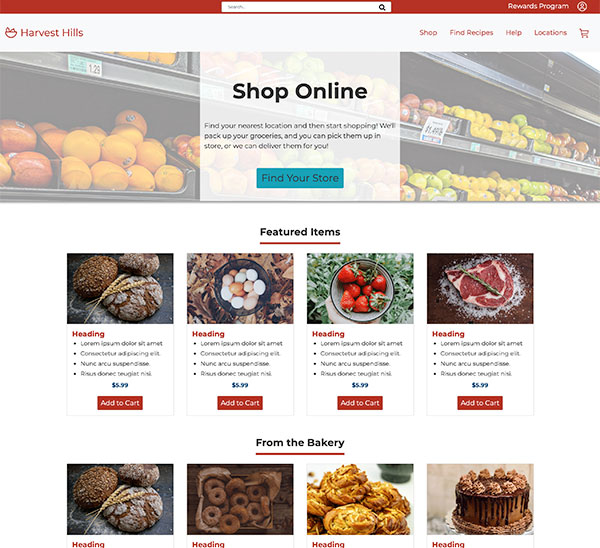 Search..
Rewards Program
Harvest Hills
Shop Find Recipes Help Locations
1.29
Shop Online
Find your nearest location and then start shopping! We'll
pack up your groceries, and you can pick them up in
store, or we can deliver them for you!
Find Your Store
Featured Items
Heading Heading Heading Heading
Lorem ipsum dolor sit amet Lorem ipsum dolor sit amet Lorem ipsum dolor sit amet Lorem ipsum dolor sit amet
Consectetur adipiscing elit. Consectetur adipiscing elit. Consectetur adipiscing elit. Consectetur adipiscing elit.
Nunc arcu suspendisse. Nunc arcu suspendisse. Nunc arcu suspendisse. Nunc arcu suspendisse.
Risus donec feugiat nisi. Risus donec feugiat nisi. Risus donec feugiat nisi. Risus donec feugiat nisi.
$5.99 $5.99 $5.99 $5.99
Add to Cart Add to Cart Add to Cart Add to Cart
From the Bakery
Heading Heading Heading Heading